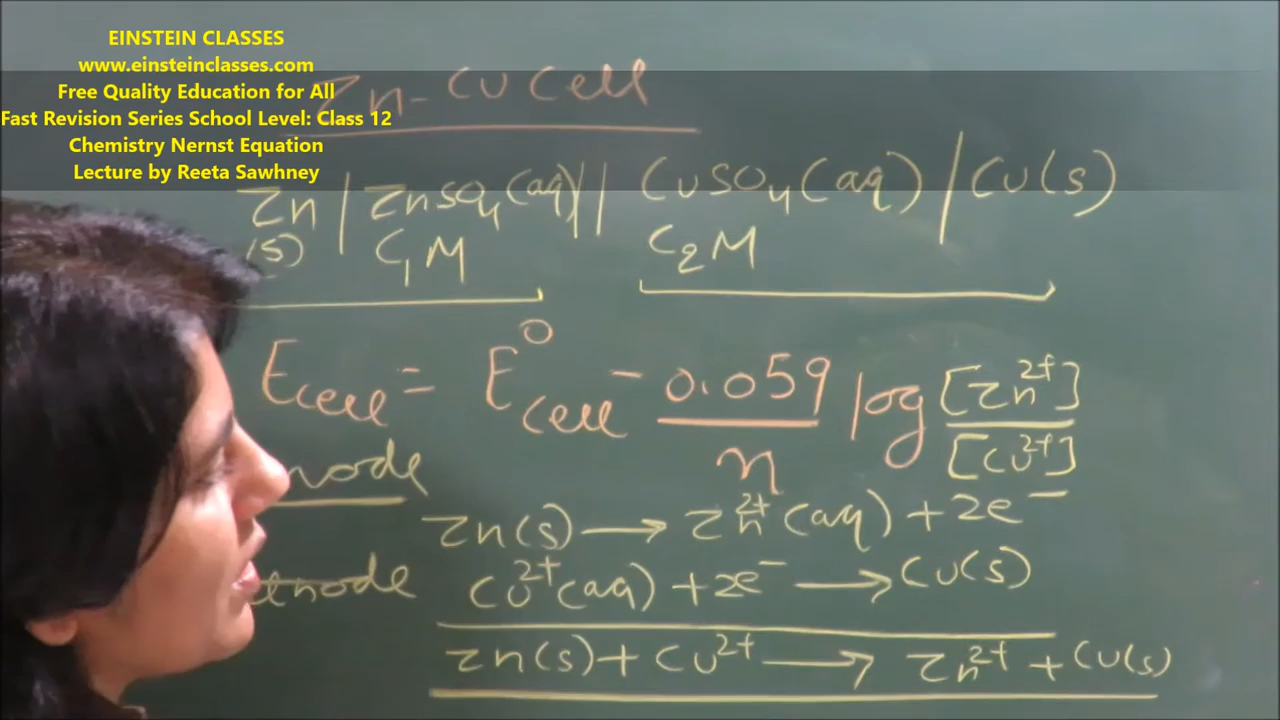 EINSTEIN CLASSES
www.einsteinclasses.com
Free Quality Education for All
Fast Revision Series School Level: Class 12
Chemistry Nernst Equation
Lecture by Reeta Sawhney
Zn-Cu Cell
Zn | ZnSO₄(aq) || CuSO₄(aq) | Cu(s)
(s) C₁M C₂M
Ecell = E⁰cell - 0.059/n log [Zn²⁺]/[Cu²⁺]
node
Zn(s) → Zn²⁺(aq) + 2e⁻
thode Cu²⁺(aq) + 2e⁻ → Cu(s)
Zn(s) + Cu²⁺ → Zn²⁺ + Cu(s)